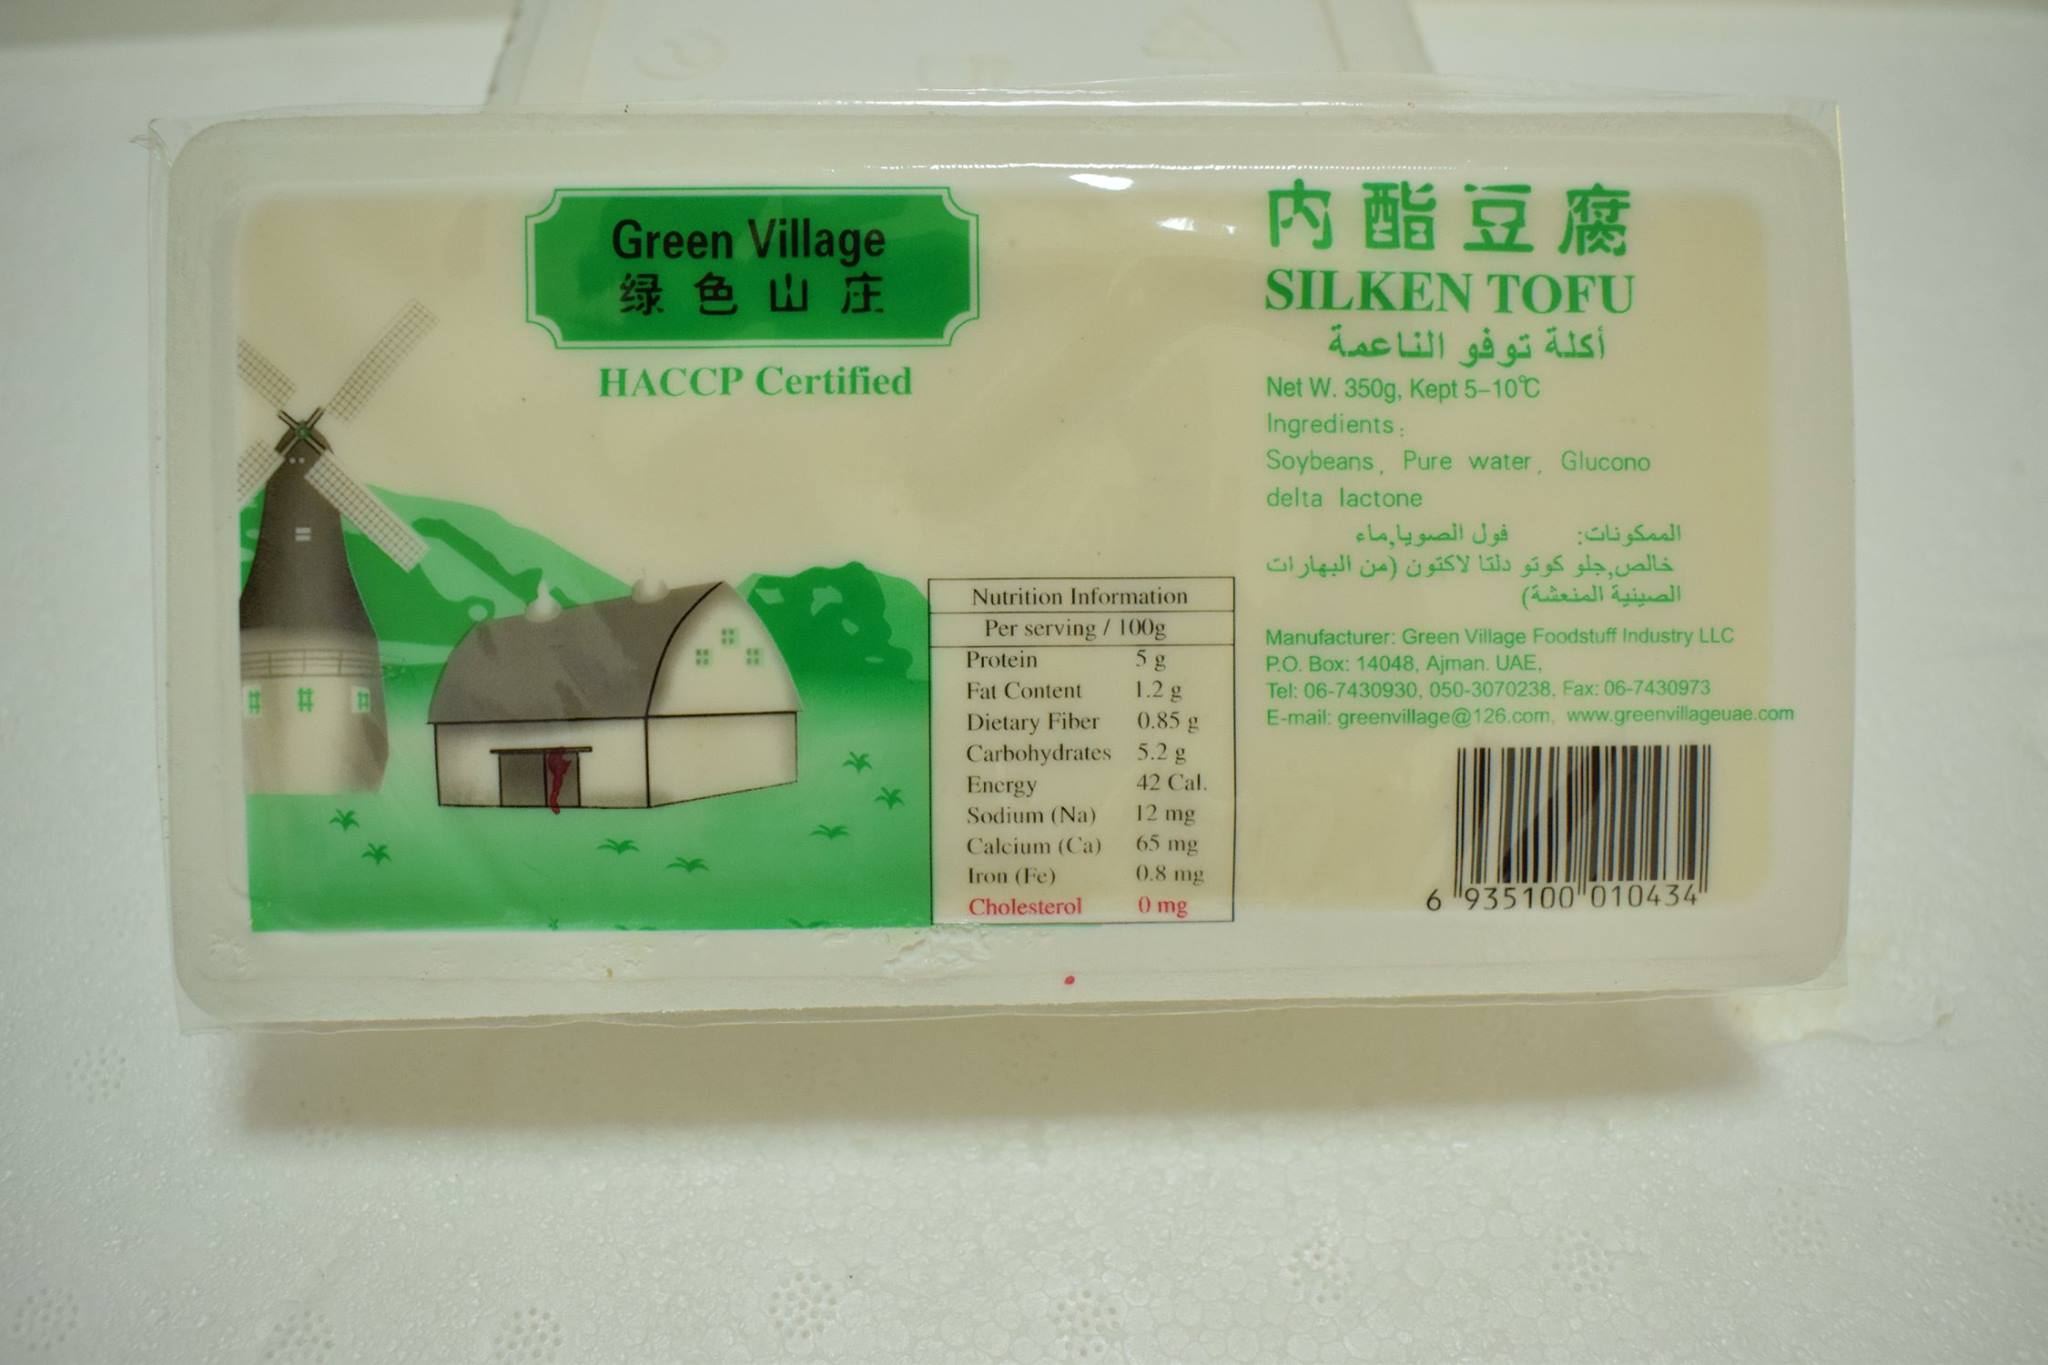 Green Village
绿色山庄
HACCP Certified
内酯豆腐
SILKEN TOFU
أكلة توفو الناعمة
Net W. 350g, Kept 5-10℃
Ingredients:
Soybeans, Pure water, Glucono
delta lactone
الممكونات: فول الصويا,ماء
خالص,جلو كوتو دلتا لاكتون (من البهارات
الصينية المنعشة)
Manufacturer: Green Village Foodstuff Industry LLC
P.O. Box: 14048, Ajman. UAE,
Tel: 06-7430930, 050-3070238, Fax: 06-7430973
E-mail: greenvillage@126.com, www.greenvillageuae.com
6 935100 010434
Nutrition Information
Per serving / 100g
Protein 5 g
Fat Content 1.2 g
Dietary Fiber 0.85 g
Carbohydrates 5.2 g
Energy 42 Cal.
Sodium (Na) 12 mg
Calcium (Ca) 65 mg
Iron (Fe) 0.8 mg
Cholesterol 0 mg